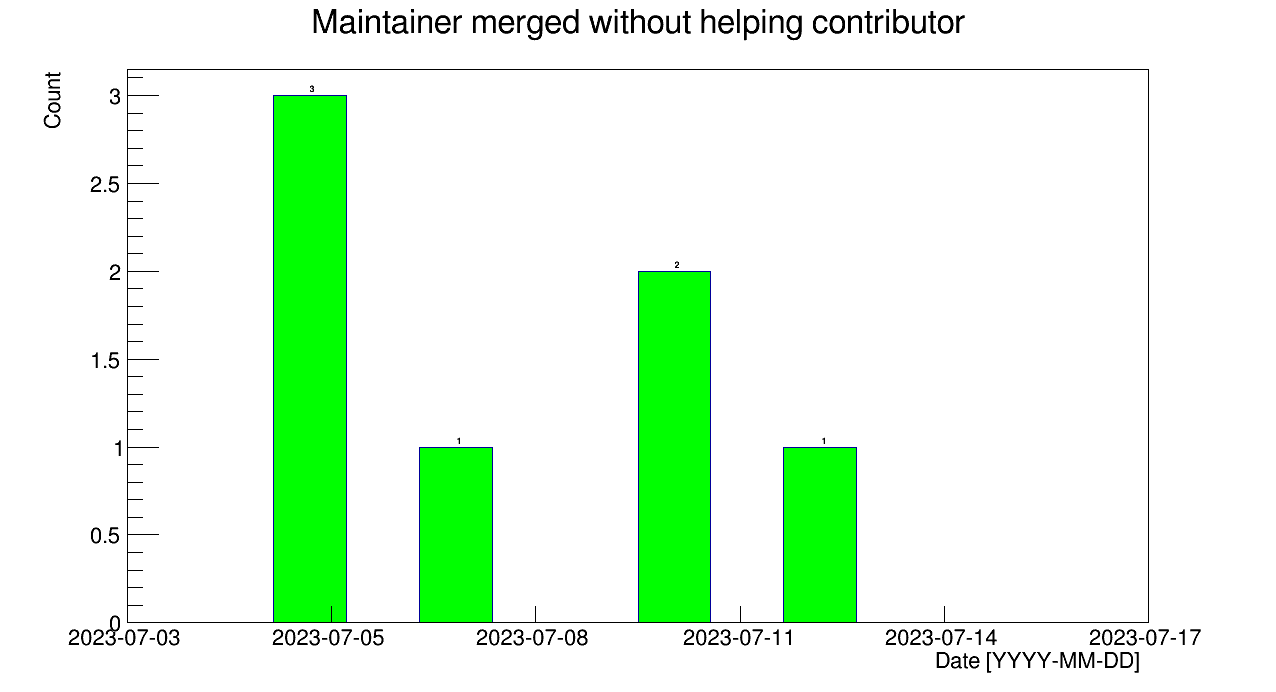 Maintainer merged without helping contributor
Count
3
2.5
2
1.5
1
0.5
0
3
1
2
1
2023-07-03 2023-07-05 2023-07-08 2023-07-11 2023-07-14 2023-07-17
Date [YYYY-MM-DD]